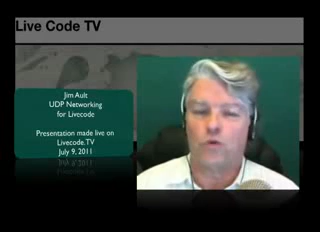 Live Code TV
Jim Ault
UDP Networking
for Livecode
Presentation made live on
Livecode.TV
July 9, 2011